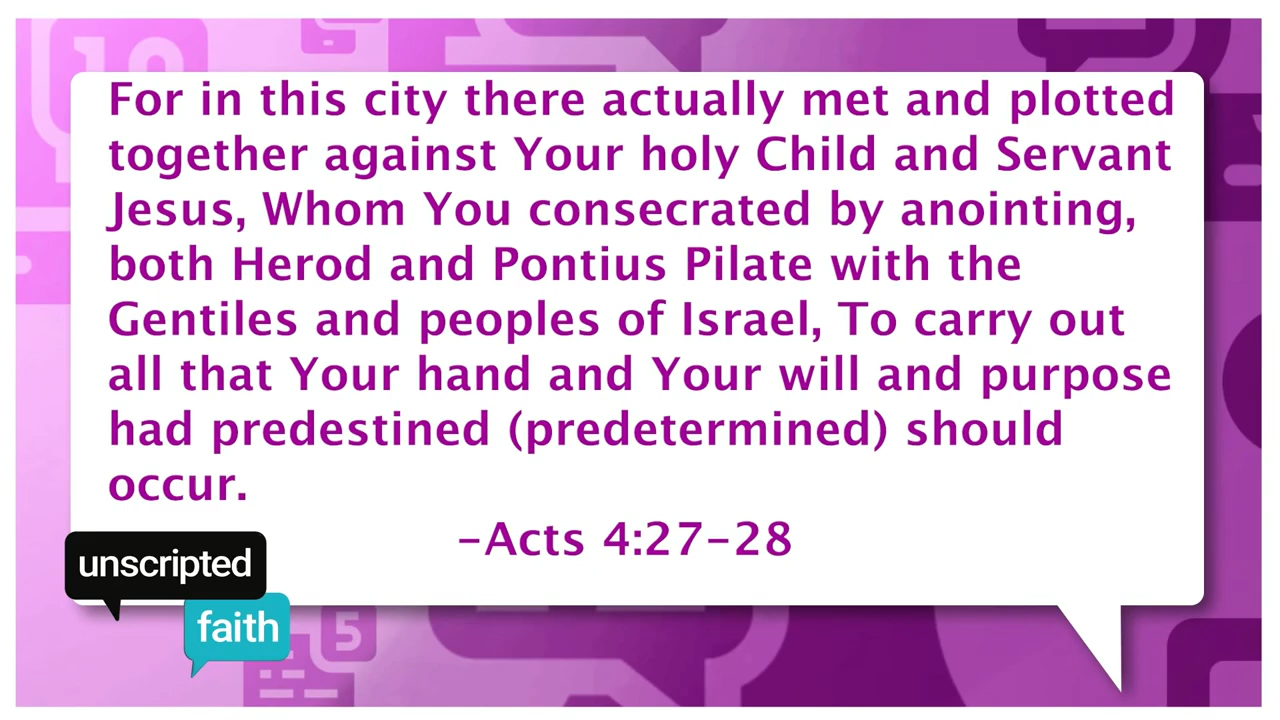 10
For in this city there actually met and plotted
together against Your holy Child and Servant
Jesus, Whom You consecrated by anointing,
both Herod and Pontius Pilate with the
Gentiles and peoples of Israel, To carry out
all that Your hand and Your will and purpose
had predestined (predetermined) should
occur.
–Acts 4:27–28
unscripted
faith
5